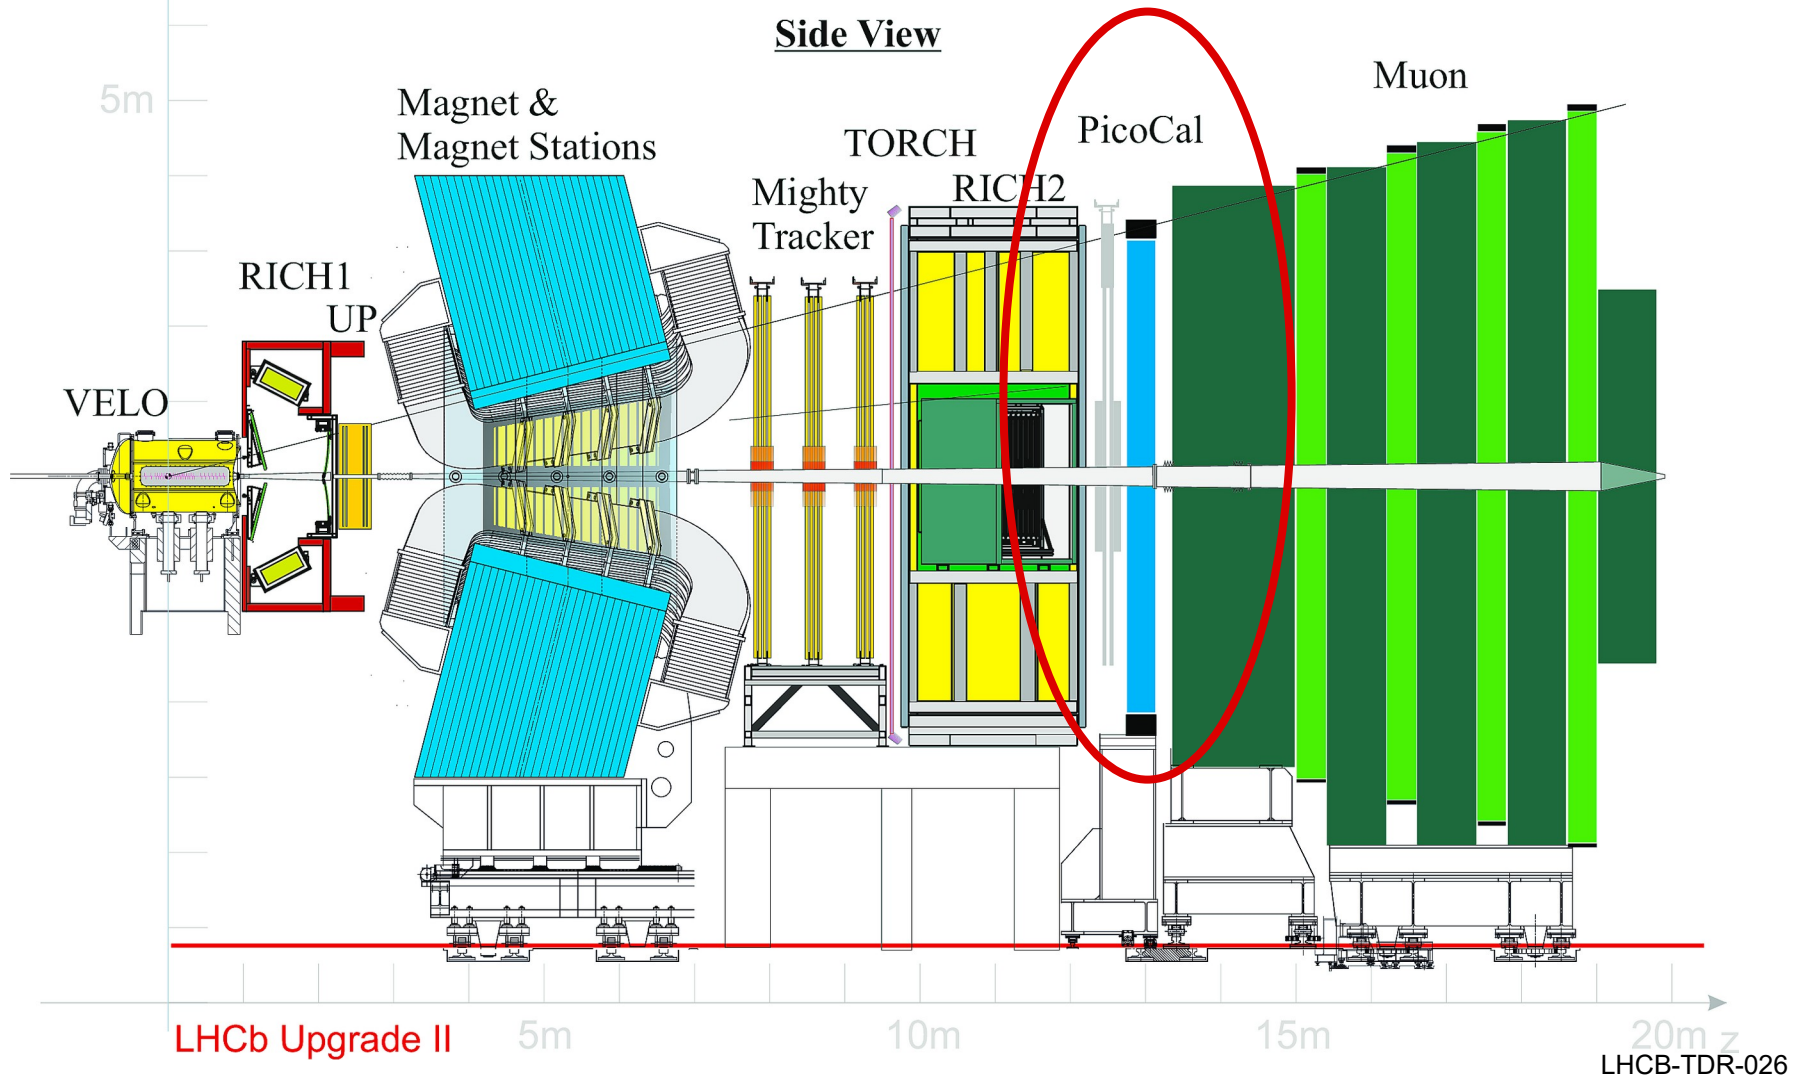 Side View
5m
Magnet &
Magnet Stations
Muon
PicoCal
TORCH
RICH2
Mighty
Tracker
RICH1
UP
VELO
LHCb Upgrade II
5m
10m
15m
20m z
LHCB-TDR-026